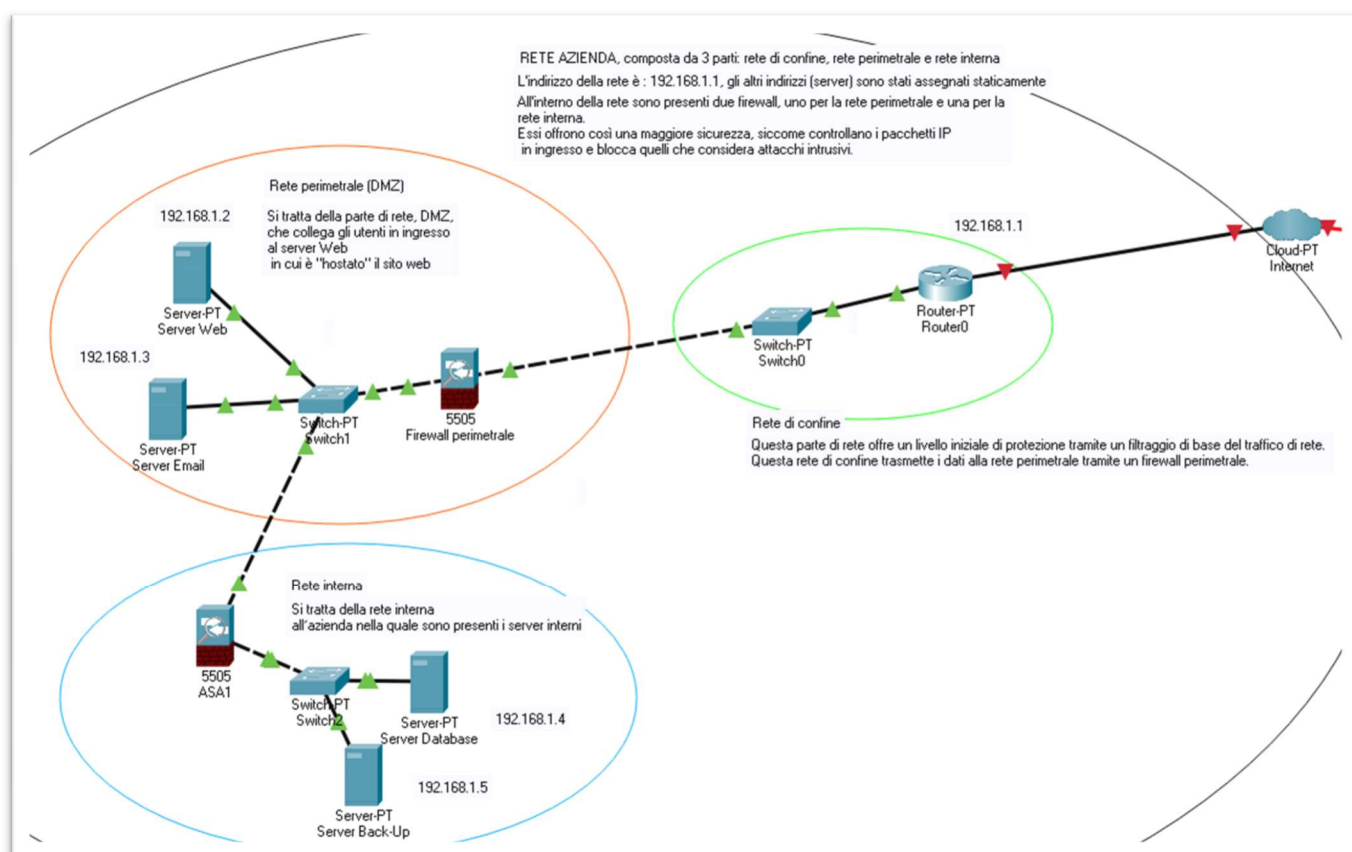 RETE AZIENDA, composta da 3 parti: rete di confine, rete perimetrale e rete interna
L'indirizzo della rete è : 192.168.1.1, gli altri indirizzi (server) sono stati assegnati staticamente
All'interno della rete sono presenti due firewall, uno per la rete perimetrale e una per la
rete interna.
Essi offrono così una maggiore sicurezza, siccome controllano i pacchetti IP
in ingresso e blocca quelli che considera attacchi intrusivi.
Rete perimetrale (DMZ)
192.168.1.2
Si tratta della parte di rete, DMZ,
che collega gli utenti in ingresso
al server Web
in cui è "hostato" il sito web
Server-PT
Server Web
192.168.1.3
Server-PT
Server Email
Switch-PT
Switch1
5505
Firewall perimetrale
192.168.1.1
Cloud-PT
Internet
Router-PT
Router0
Switch-PT
Switch0
Rete di confine
Questa parte di rete offre un livello iniziale di protezione tramite un filtraggio di base del traffico di rete.
Questa rete di confine trasmette i dati alla rete perimetrale tramite un firewall perimetrale.
Rete interna
Si tratta della rete interna
all'azienda nella quale sono presenti i server interni
5505
ASA1
Switch-PT
Switch2
Server-PT
Server Database
192.168.1.4
192.168.1.5
Server-PT
Server Back-Up